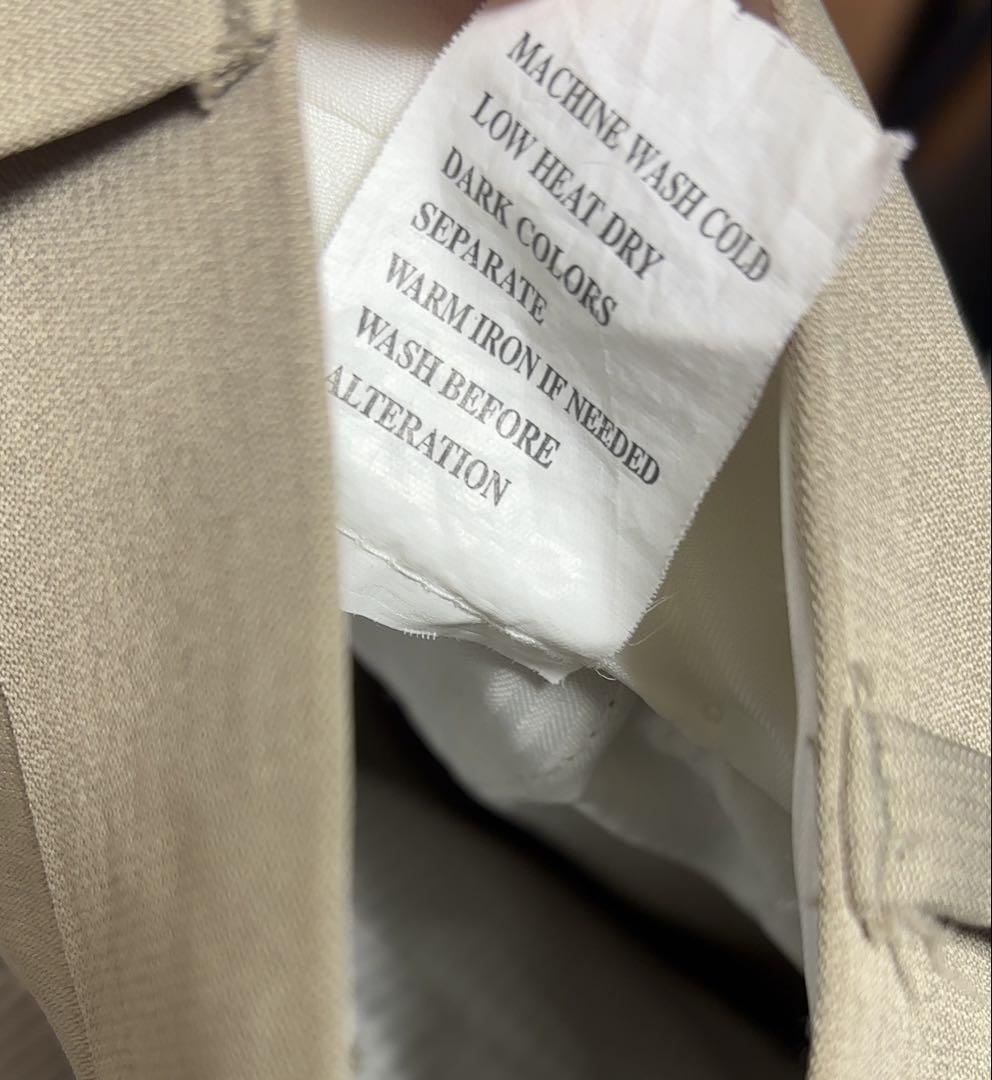 MACHINE WASH COLD
LOW HEAT DRY
DARK COLORS
SEPARATE
WARM IRON IF NEEDED
WASH BEFORE
ALTERATION